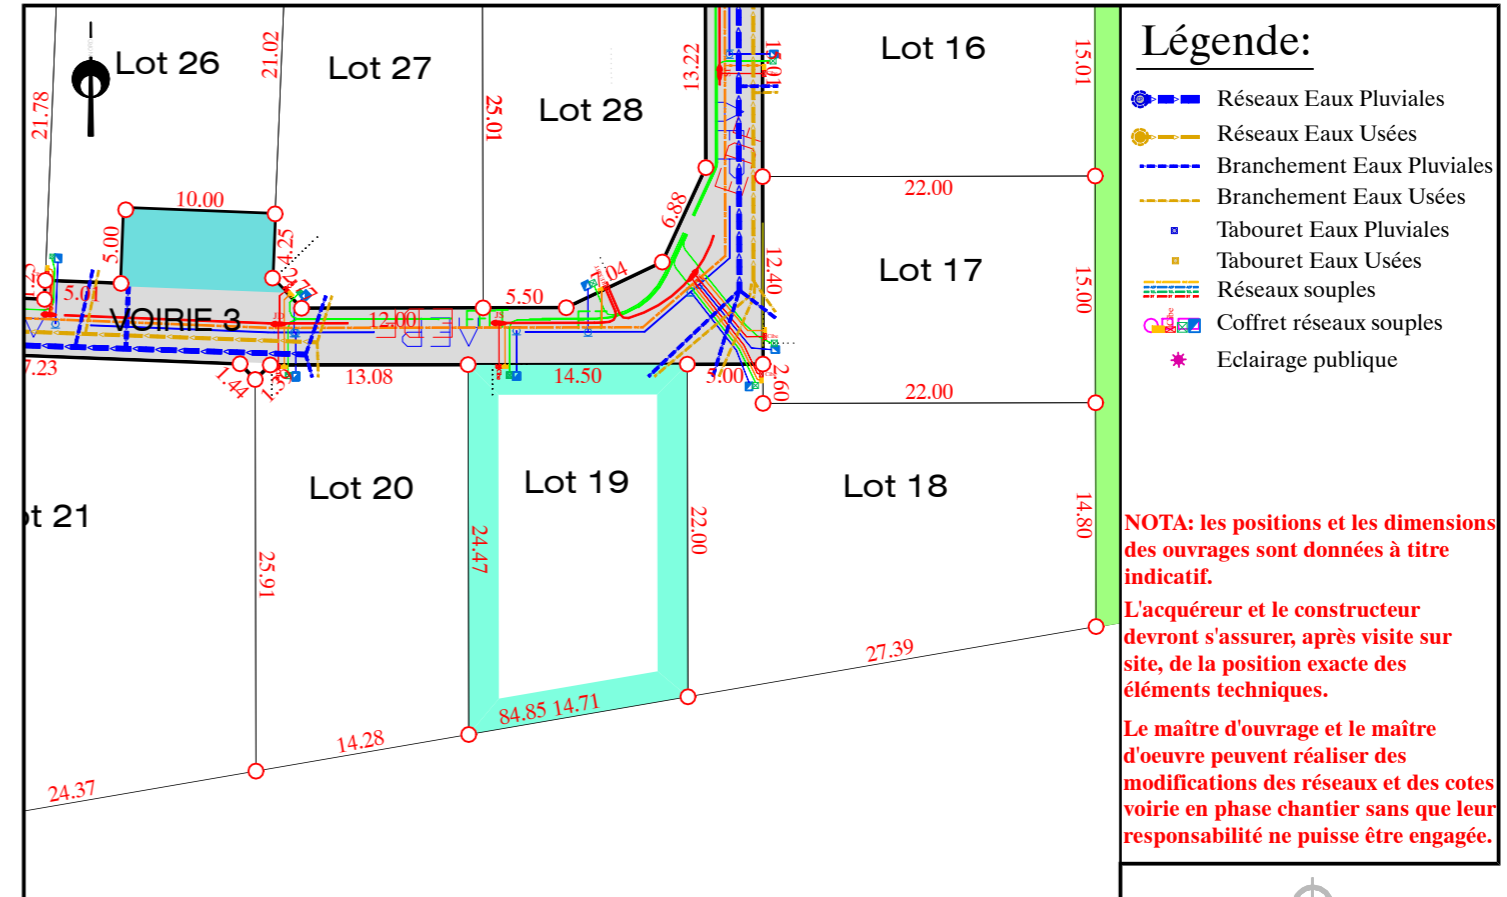 Lot 26
Lot 27
Lot 28
Lot 16
21.02
21.78
25.01
13.22
15.01
15.01
22.00
10.00
5.00
4.25
2.77
6.88
7.04
5.50
12.40
Lot 17
15.00
5.01
VOIRIE 3
12.00
7.23
1.44
13.08
14.50
5.00
2.60
22.00
Lot 20
Lot 19
Lot 18
t 21
25.91
24.47
22.00
14.80
27.39
84.85 14.71
14.28
24.37
Légende:
Réseaux Eaux Pluviales
Réseaux Eaux Usées
Branchement Eaux Pluviales
Branchement Eaux Usées
Tabouret Eaux Pluviales
Tabouret Eaux Usées
Réseaux souples
Coffret réseaux souples
Eclairage publique
NOTA: les positions et les dimensions
des ouvrages sont données à titre
indicatif.
L'acquéreur et le constructeur
devront s'assurer, après visite sur
site, de la position exacte des
éléments techniques.
Le maître d'ouvrage et le maître
d'oeuvre peuvent réaliser des
modifications des réseaux et des cotes
voirie en phase chantier sans que leur
responsabilité ne puisse être engagée.